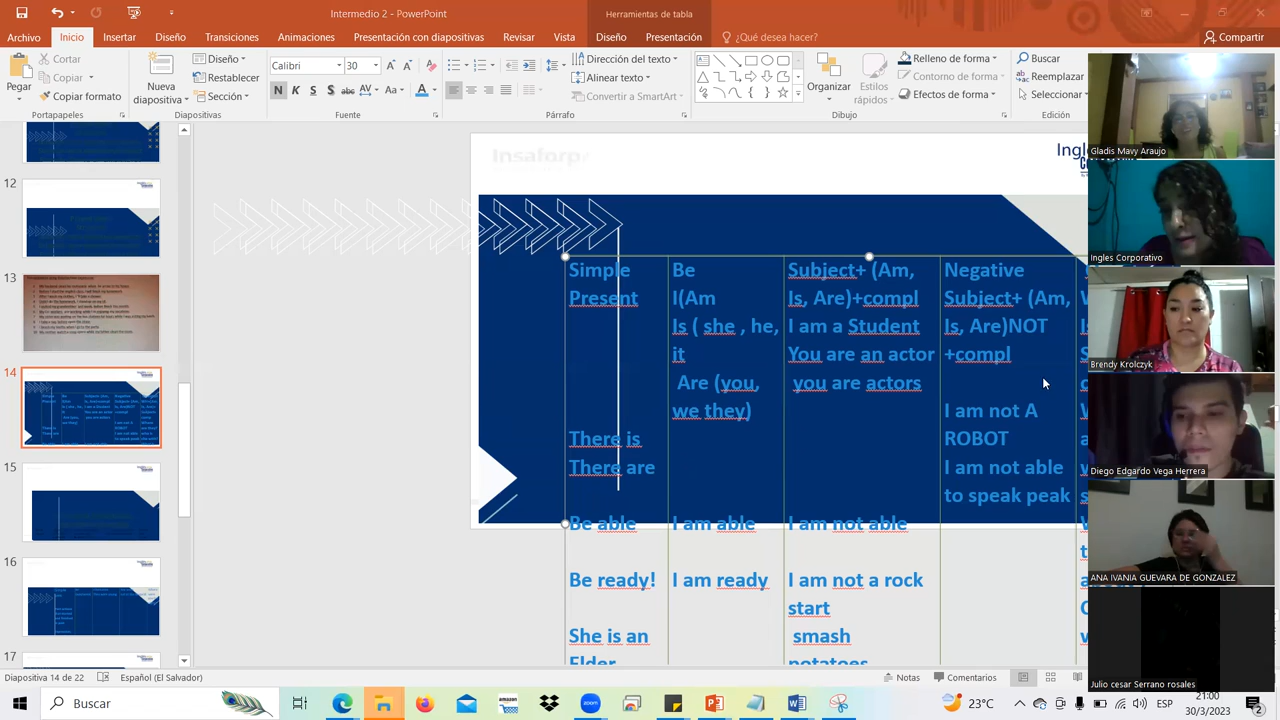 Intermedio 2 - PowerPoint
Herramientas de tabla
Archivo
Inicio
Insertar
Diseño
Transiciones
Animaciones
Presentación con diapositivas
Revisar
Vista
Diseño
Presentación
¿Qué desea hacer?
Compartir
Pegar
Cortar
Copiar
Copiar formato
Portapapeles
Nueva
diapositiva
Diseño
Restablecer
Sección
Diapositivas
Calibri
30
N K S S abc AV Aa A
Fuente
Dirección del texto
Alinear texto
Convertir a SmartArt
Párrafo
Organizar
Estilos
rápidos
Relleno de forma
Contorno de forma
Efectos de forma
Dibujo
Buscar
Reemplazar
Seleccionar
Edición
12
13
14
15
16
17
Insaforp
Simple
Present
There is
There are
Be able
Be ready!
She is an
Elder
Be
I(Am
Is ( she , he,
it
Are (you,
we they)
I am able
I am ready
Subject+ (Am,
Is, Are)+compl
I am a Student
You are an actor
you are actors
I am not able
I am not a rock
start
smash
potatoes
Negative
Subject+ (Am,
Is, Are)NOT
+compl
I am not A
ROBOT
I am not able
to speak peak
Gladis Mavy Araujo
Ingles Corporativo
Brendy Krolczyk
Diego Edgardo Vega Herrera
ANA IVANIA GUEVARA DE GONZALEZ
Julio cesar Serrano rosales
Diapositiva 14 de 22
Español (El Salvador)
Notas
Comentarios
Buscar
amazon
zoom
23°C
ESP
21:00
30/3/2023
2